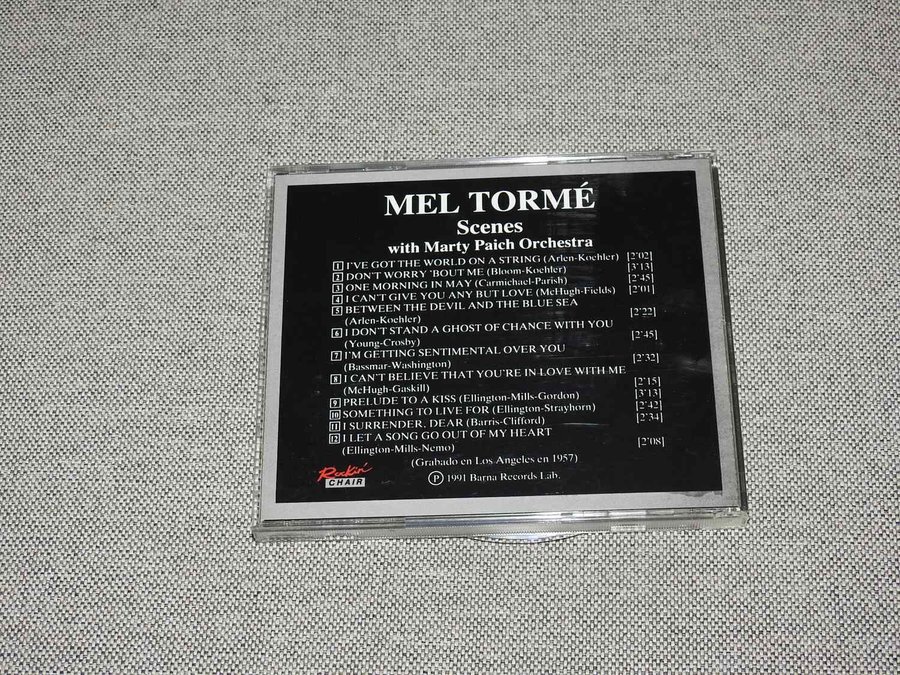 MEL TORMÉ
Scenes
with Marty Paich Orchestra
1 I'VE GOT THE WORLD ON A STRING (Arlen-Koehler) [2'02]
2 DON'T WORRY 'BOUT ME (Bloom-Koehler) [3'13]
3 ONE MORNING IN MAY (Carmichael-Parish) [2'45]
4 I CAN'T GIVE YOU ANY BUT LOVE (McHugh-Fields) [2'01]
5 BETWEEN THE DEVIL AND THE BLUE SEA
(Arlen-Koehler) [2'22]
6 I DON'T STAND A GHOST OF CHANCE WITH YOU
(Young-Crosby) [2'45]
7 I'M GETTING SENTIMENTAL OVER YOU
(Bassmar-Washington) [2'32]
8 I CAN'T BELIEVE THAT YOU'RE IN LOVE WITH ME
(McHugh-Gaskill) [2'15]
9 PRELUDE TO A KISS (Ellington-Mills-Gordon) [3'13]
10 SOMETHING TO LIVE FOR (Ellington-Strayhorn) [2'42]
11 I SURRENDER, DEAR (Barris-Clifford) [2'34]
12 I LET A SONG GO OUT OF MY HEART
(Ellington-Mills-Nemo) [2'08]
(Grabado en Los Angeles en 1957)
Ⓟ 1991 Barna Records Lab.
Rockin'
CHAIR